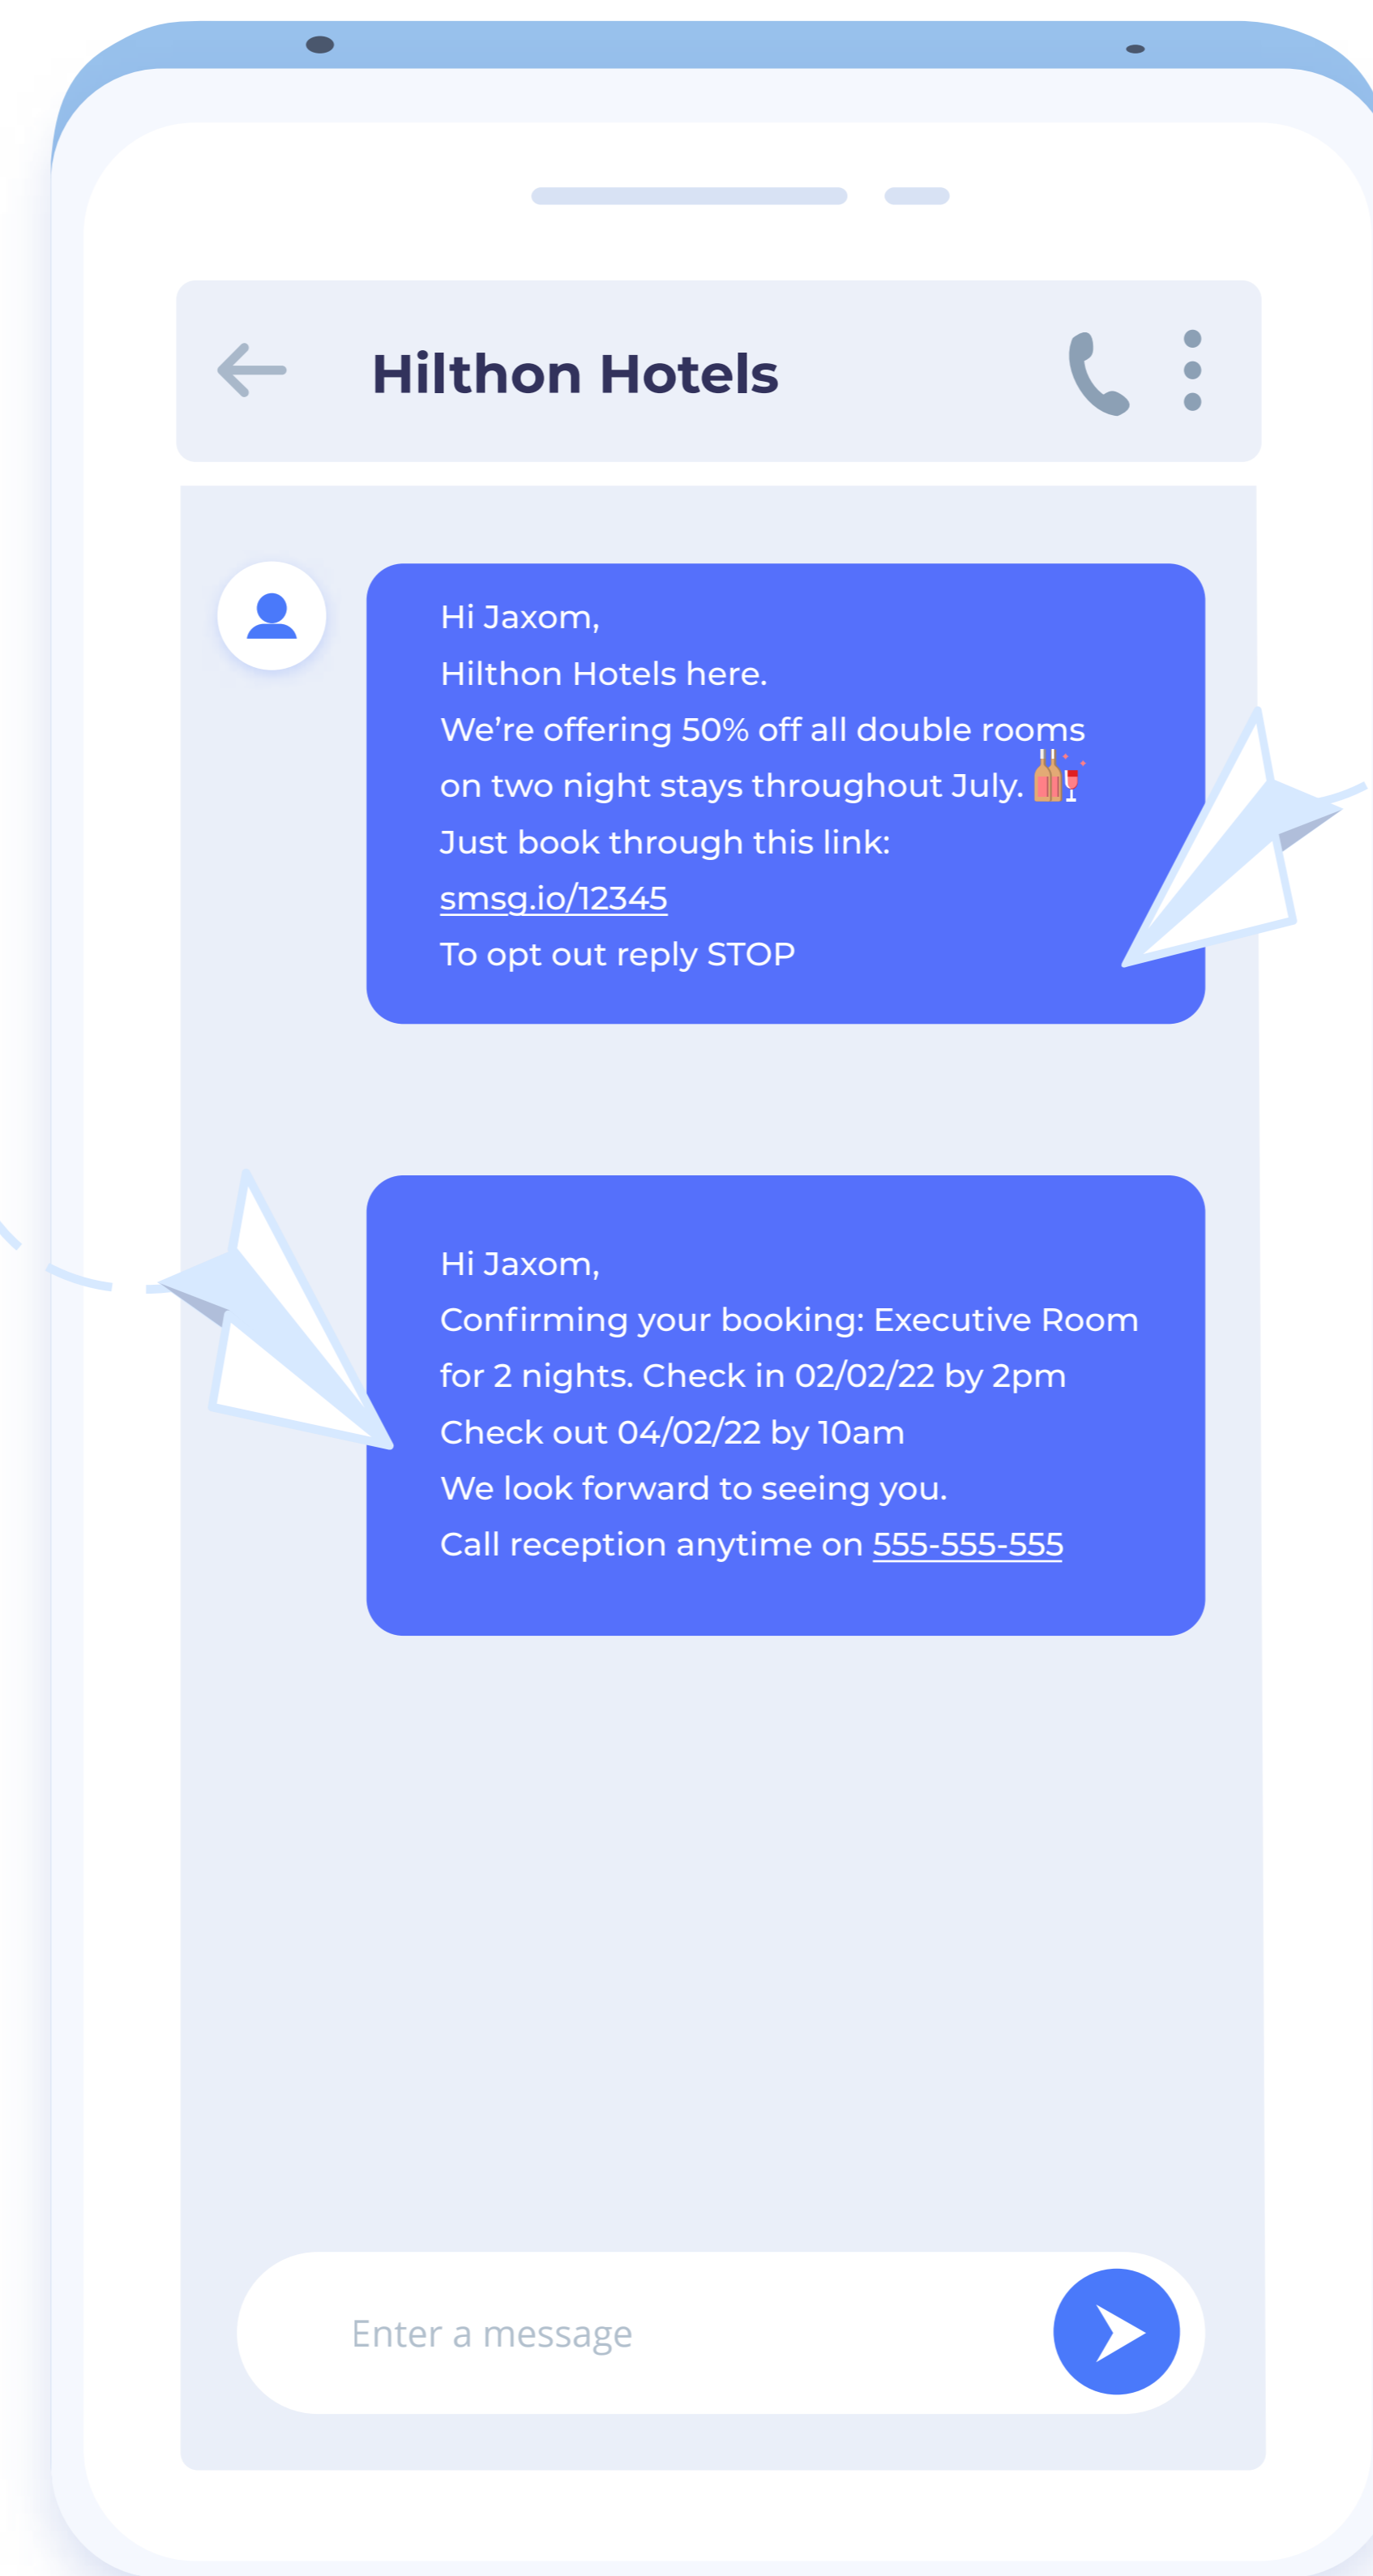 Hilthon Hotels
Hi Jaxom,
Hilthon Hotels here.
We’re offering 50% off all double rooms
on two night stays throughout July.
Just book through this link:
smsg.io/12345
To opt out reply STOP
Hi Jaxom,
Confirming your booking: Executive Room
for 2 nights. Check in 02/02/22 by 2pm
Check out 04/02/22 by 10am
We look forward to seeing you.
Call reception anytime on 555-555-555
Enter a message